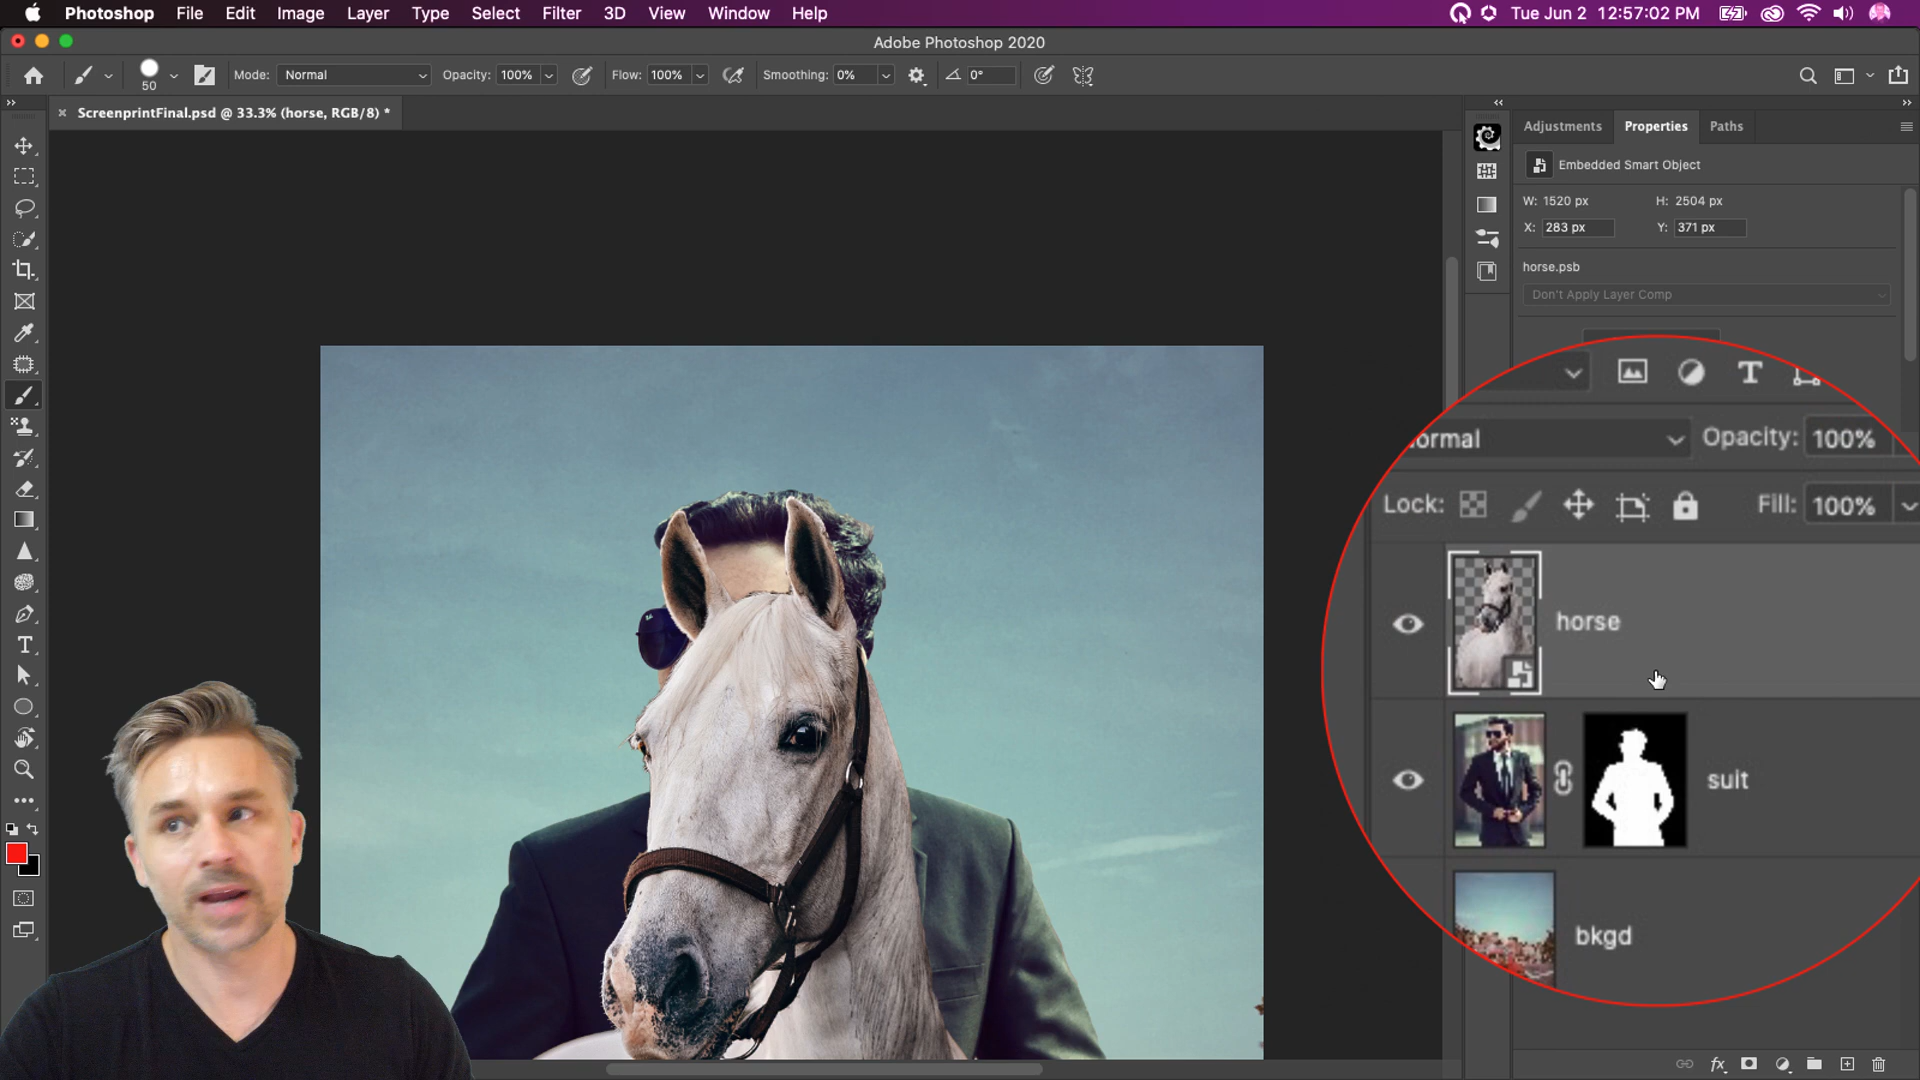 Photoshop File Edit Image Layer Type Select Filter 3D View Window Help Tue Jun 2 12:57:02 PM
Adobe Photoshop 2020
50 Mode: Normal Opacity: 100% Flow: 100% Smoothing: 0% 0°
ScreenprintFinal.psd @ 33.3% (horse, RGB/8) *
Adjustments Properties Paths
Embedded Smart Object
W: 1520 px H: 2504 px
X: 283 px Y: 371 px
horse.psb
Don't Apply Layer Comp
ormal Opacity: 100%
Lock: Fill: 100%
horse
suit
bkgd